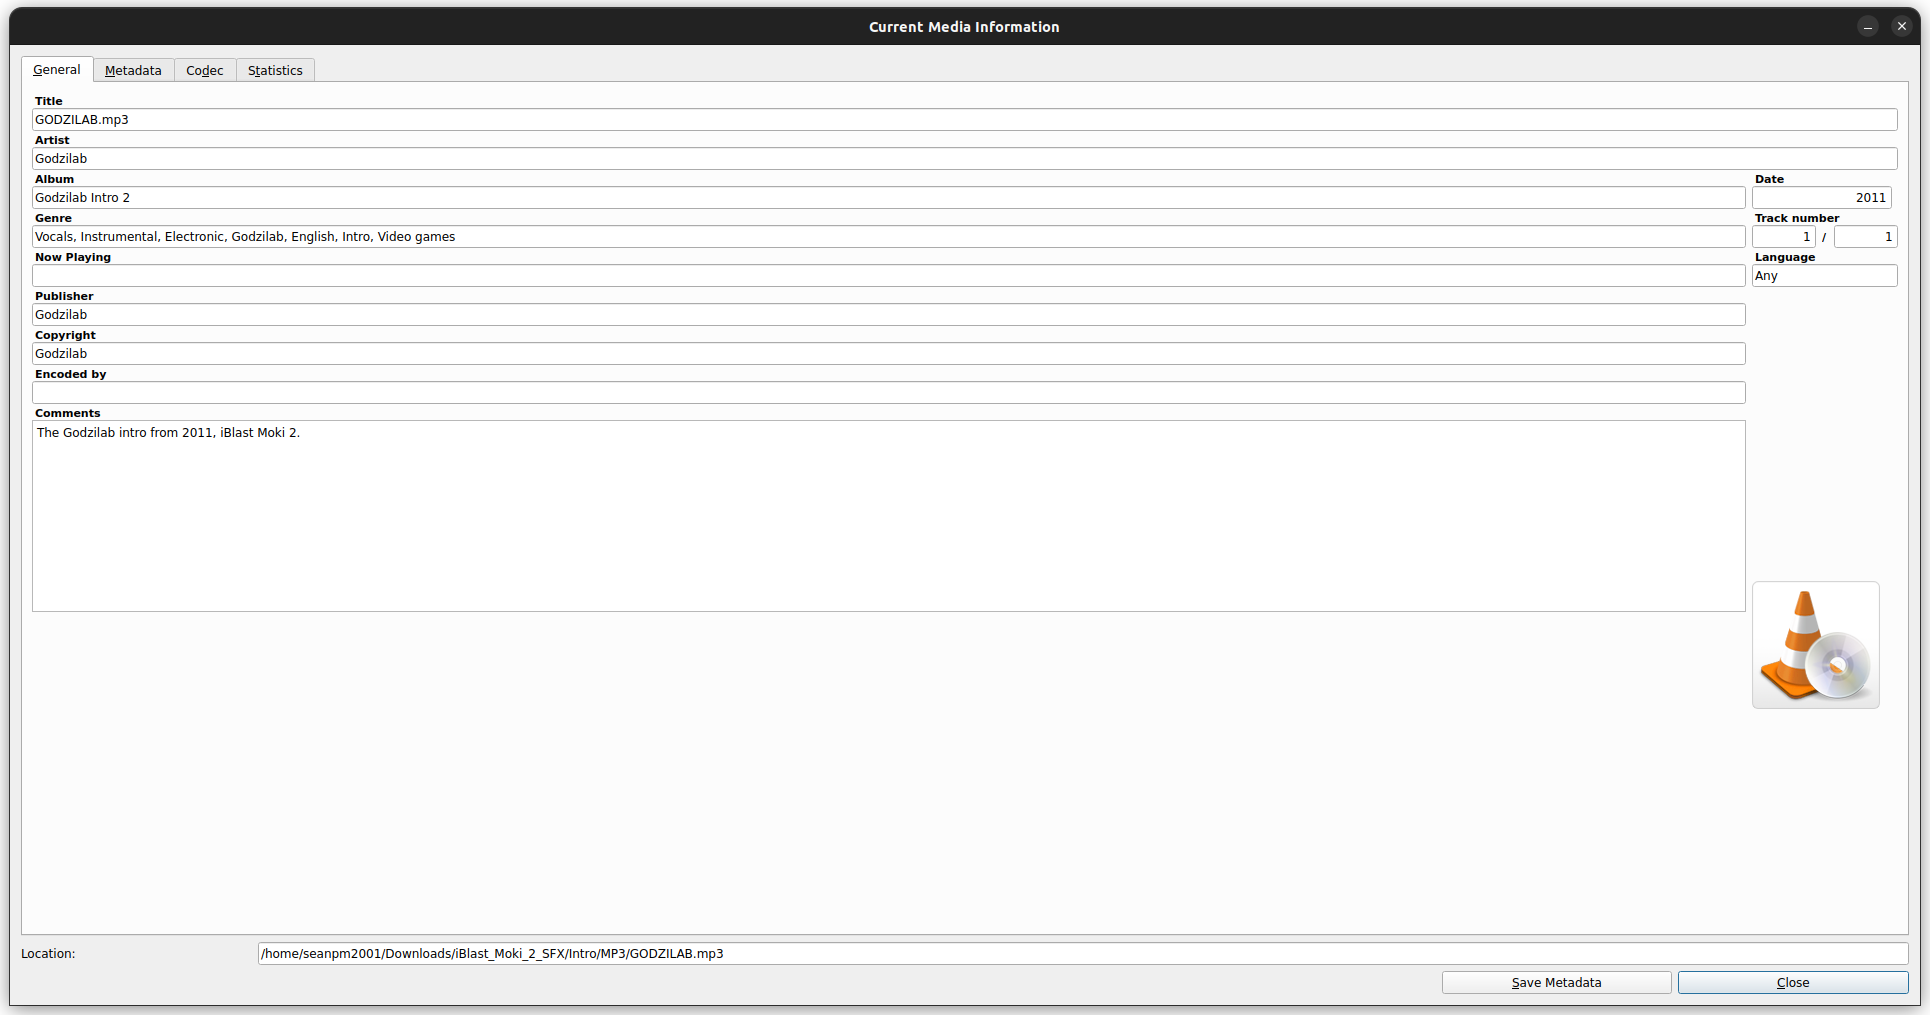 Current Media Information
General Metadata Codec Statistics
Title
GODZILAB.mp3
Artist
Godzilab
Album Date
Godzilab Intro 2 2011
Genre Track number
Vocals, Instrumental, Electronic, Godzilab, English, Intro, Video games 1 / 1
Now Playing Language
Any
Publisher
Godzilab
Copyright
Godzilab
Encoded by
Comments
The Godzilab intro from 2011, iBlast Moki 2.
Location: /home/seanpm2001/Downloads/iBlast_Moki_2_SFX/Intro/MP3/GODZILAB.mp3
Save Metadata Close